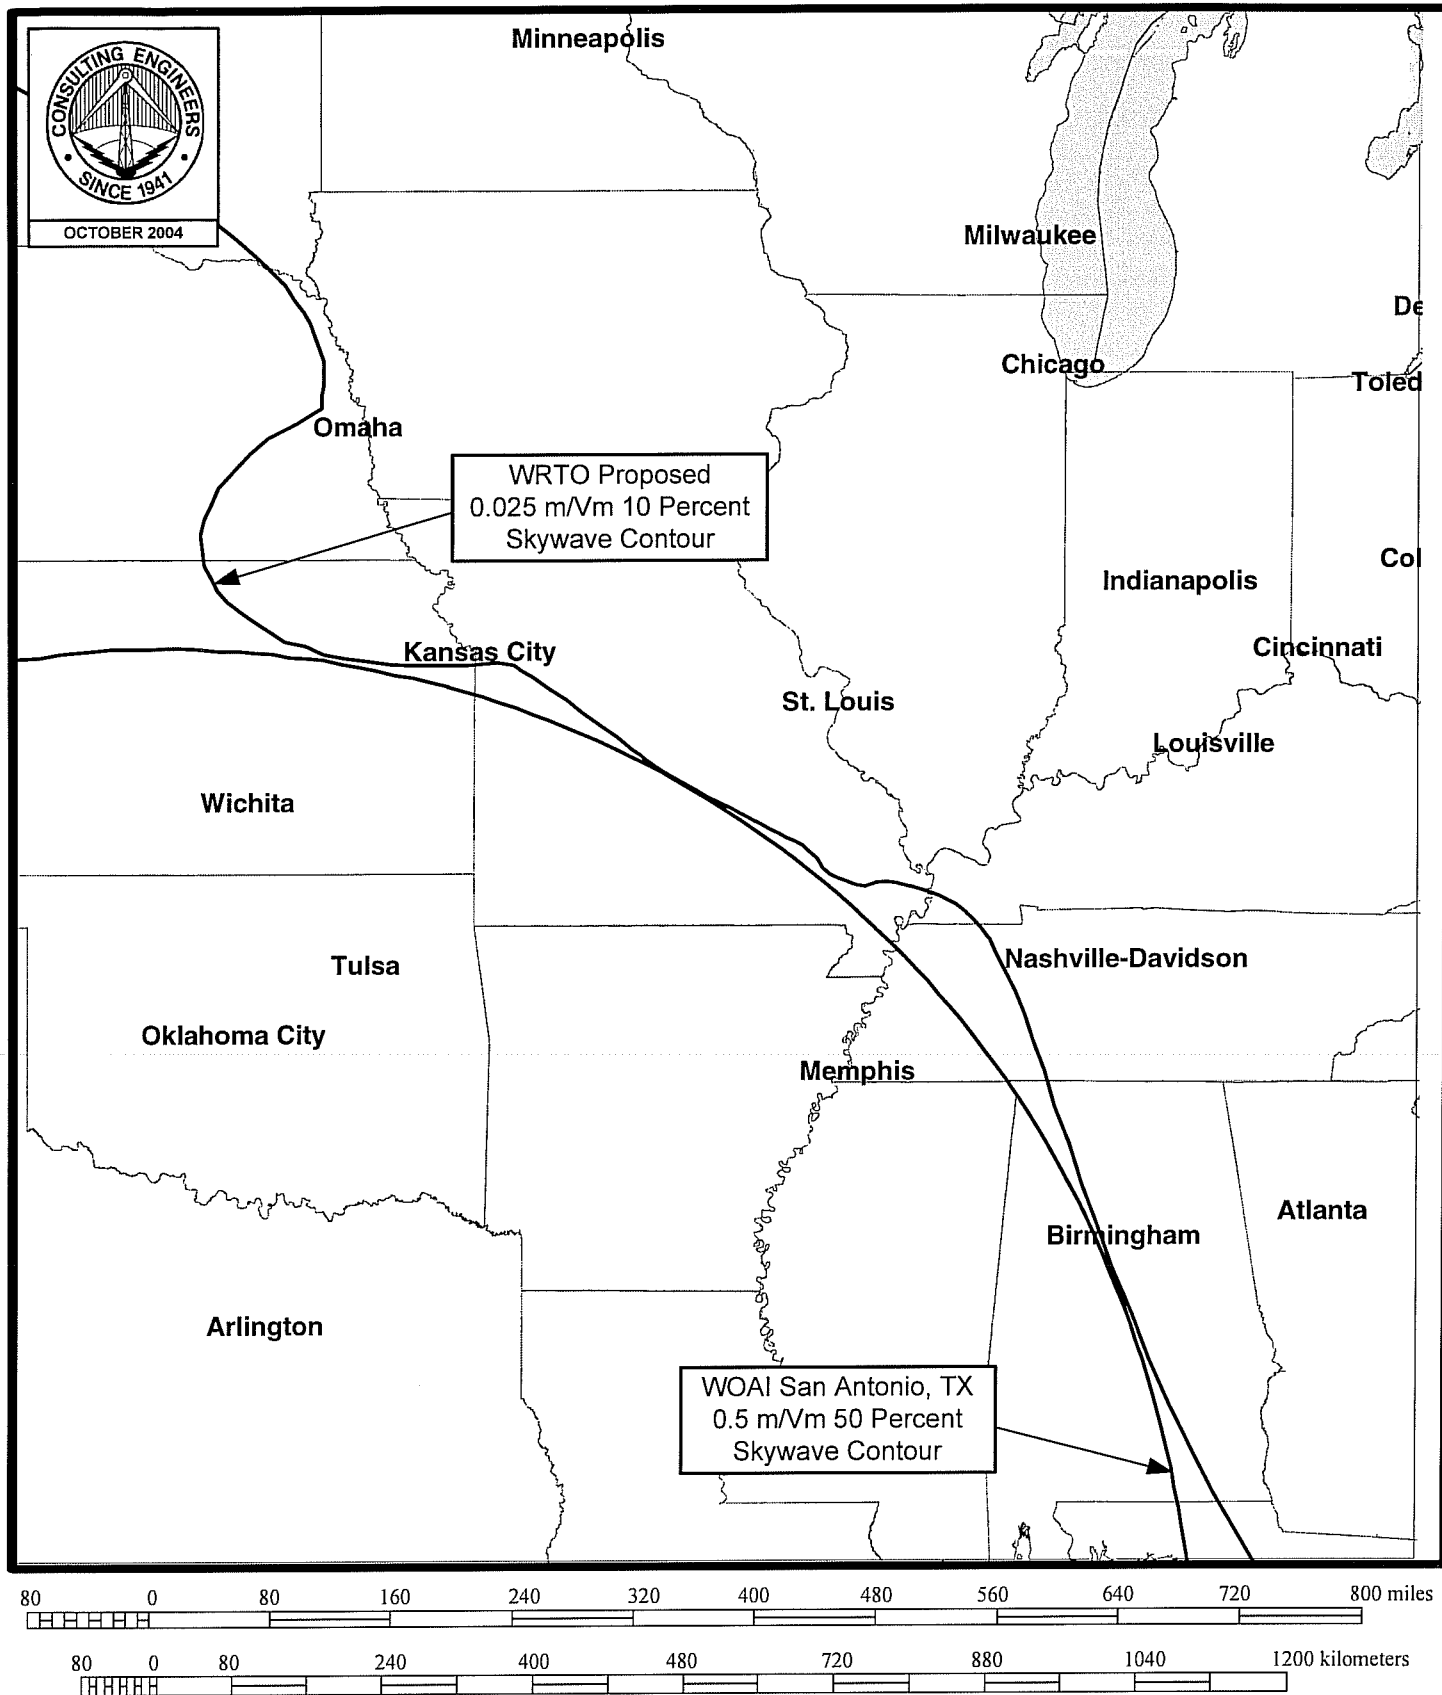 Minneapolis
CONSULTING ENGINEERS
SINCE 1941
OCTOBER 2004
Milwaukee
De
Chicago
Toled
Omaha
WRTO Proposed
0.025 m/Vm 10 Percent
Skywave Contour
Col
Indianapolis
Cincinnati
Kansas City
St. Louis
Louisville
Wichita
Nashville-Davidson
Tulsa
Oklahoma City
Memphis
Atlanta
Birmingham
Arlington
WOAI San Antonio, TX
0.5 m/Vm 50 Percent
Skywave Contour
80 0 80 160 240 320 400 480 560 640 720 800 miles
80 0 80 240 400 480 720 880 1040 1200 kilometers